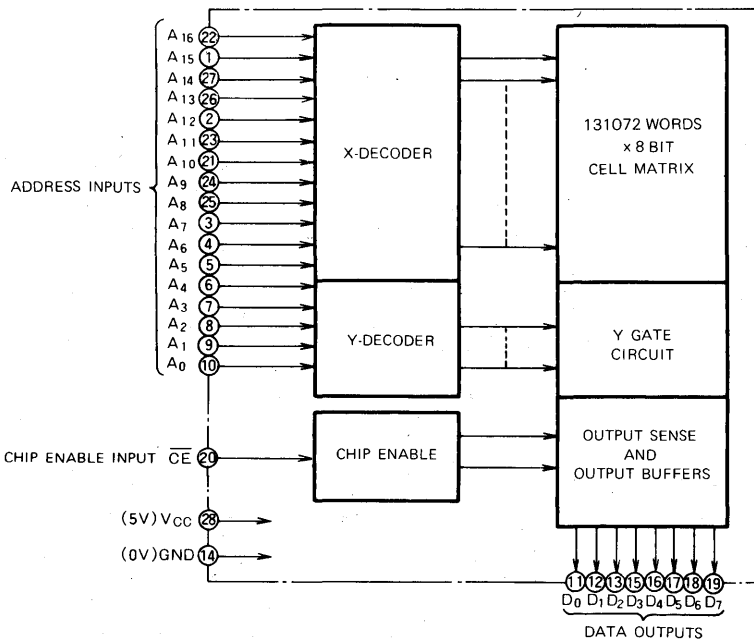 A16 22
A15 1
A14 27
A13 26
A12 2
A11 23
A10 21
A9 24
A8 25
A7 3
A6 4
A5 5
A4 6
A3 7
A2 8
A1 9
A0 10
ADDRESS INPUTS
X-DECODER
131072 WORDS
×8 BIT
CELL MATRIX
Y-DECODER
Y GATE
CIRCUIT
CHIP ENABLE INPUT C̅E̅ 20
CHIP ENABLE
OUTPUT SENSE
AND
OUTPUT BUFFERS
(5V) VCC 28
(0V) GND 14
11 12 13 15 16 17 18 19
D0 D1 D2 D3 D4 D5 D6 D7
DATA OUTPUTS